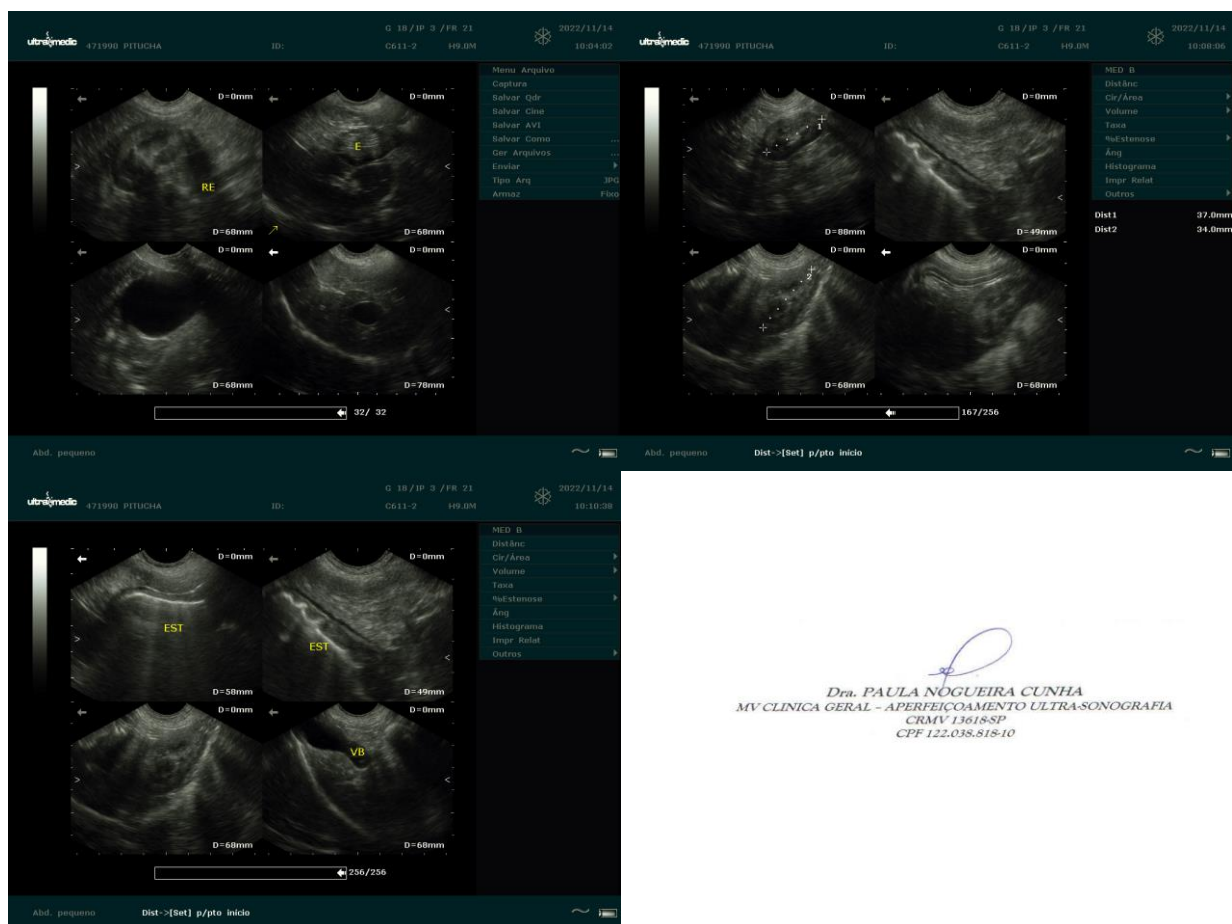 ultramedic 471990 PITUCHA ID: G 18/IP 3 /FR 21 C611-2 H9.0M 2022/11/14 10:04:02
Menu Arquivo
Captura
Salvar Qdr
Salvar Cine
Salvar AVI
Salvar Como ...
Ger Arquivos ...
Enviar
Tipo Arq JPG
Armaz Fixo
D=0mm D=0mm
RE E
D=68mm D=68mm
D=0mm D=0mm
D=68mm D=78mm
32/ 32
Abd. pequeno
ultramedic 471990 PITUCHA ID: G 18/IP 3 /FR 21 C611-2 H9.0M 2022/11/14 10:08:06
MED B
Distânc
Cir/Área
Volume
Taxa
%Estenose
Âng
Histograma
Impr Relat
Outros
Dist1 37.0mm
Dist2 34.0mm
D=0mm D=0mm
1
D=88mm D=49mm
D=0mm D=0mm
2
D=68mm D=68mm
167/256
Abd. pequeno Dist->[Set] p/pto início
ultramedic 471990 PITUCHA ID: G 18/IP 3 /FR 21 C611-2 H9.0M 2022/11/14 10:10:38
MED B
Distânc
Cir/Área
Volume
Taxa
%Estenose
Âng
Histograma
Impr Relat
Outros
D=0mm D=0mm
EST EST
D=58mm D=49mm
D=0mm D=0mm
VB
D=68mm D=68mm
256/256
Abd. pequeno Dist->[Set] p/pto início
Dra. PAULA NOGUEIRA CUNHA
MV CLINICA GERAL – APERFEIÇOAMENTO ULTRA-SONOGRAFIA
CRMV 13618-SP
CPF 122.038.818-10